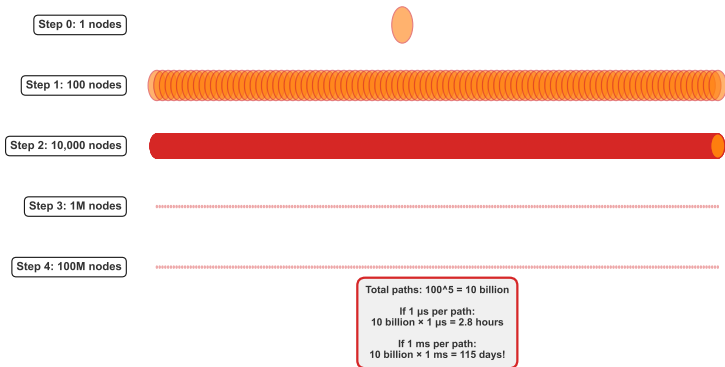 Step 0: 1 nodes
Step 1: 100 nodes
Step 2: 10,000 nodes
Step 3: 1M nodes
Step 4: 100M nodes
Total paths: 100^5 = 10 billion
If 1 µs per path:
10 billion × 1 µs = 2.8 hours
If 1 ms per path:
10 billion × 1 ms = 115 days!